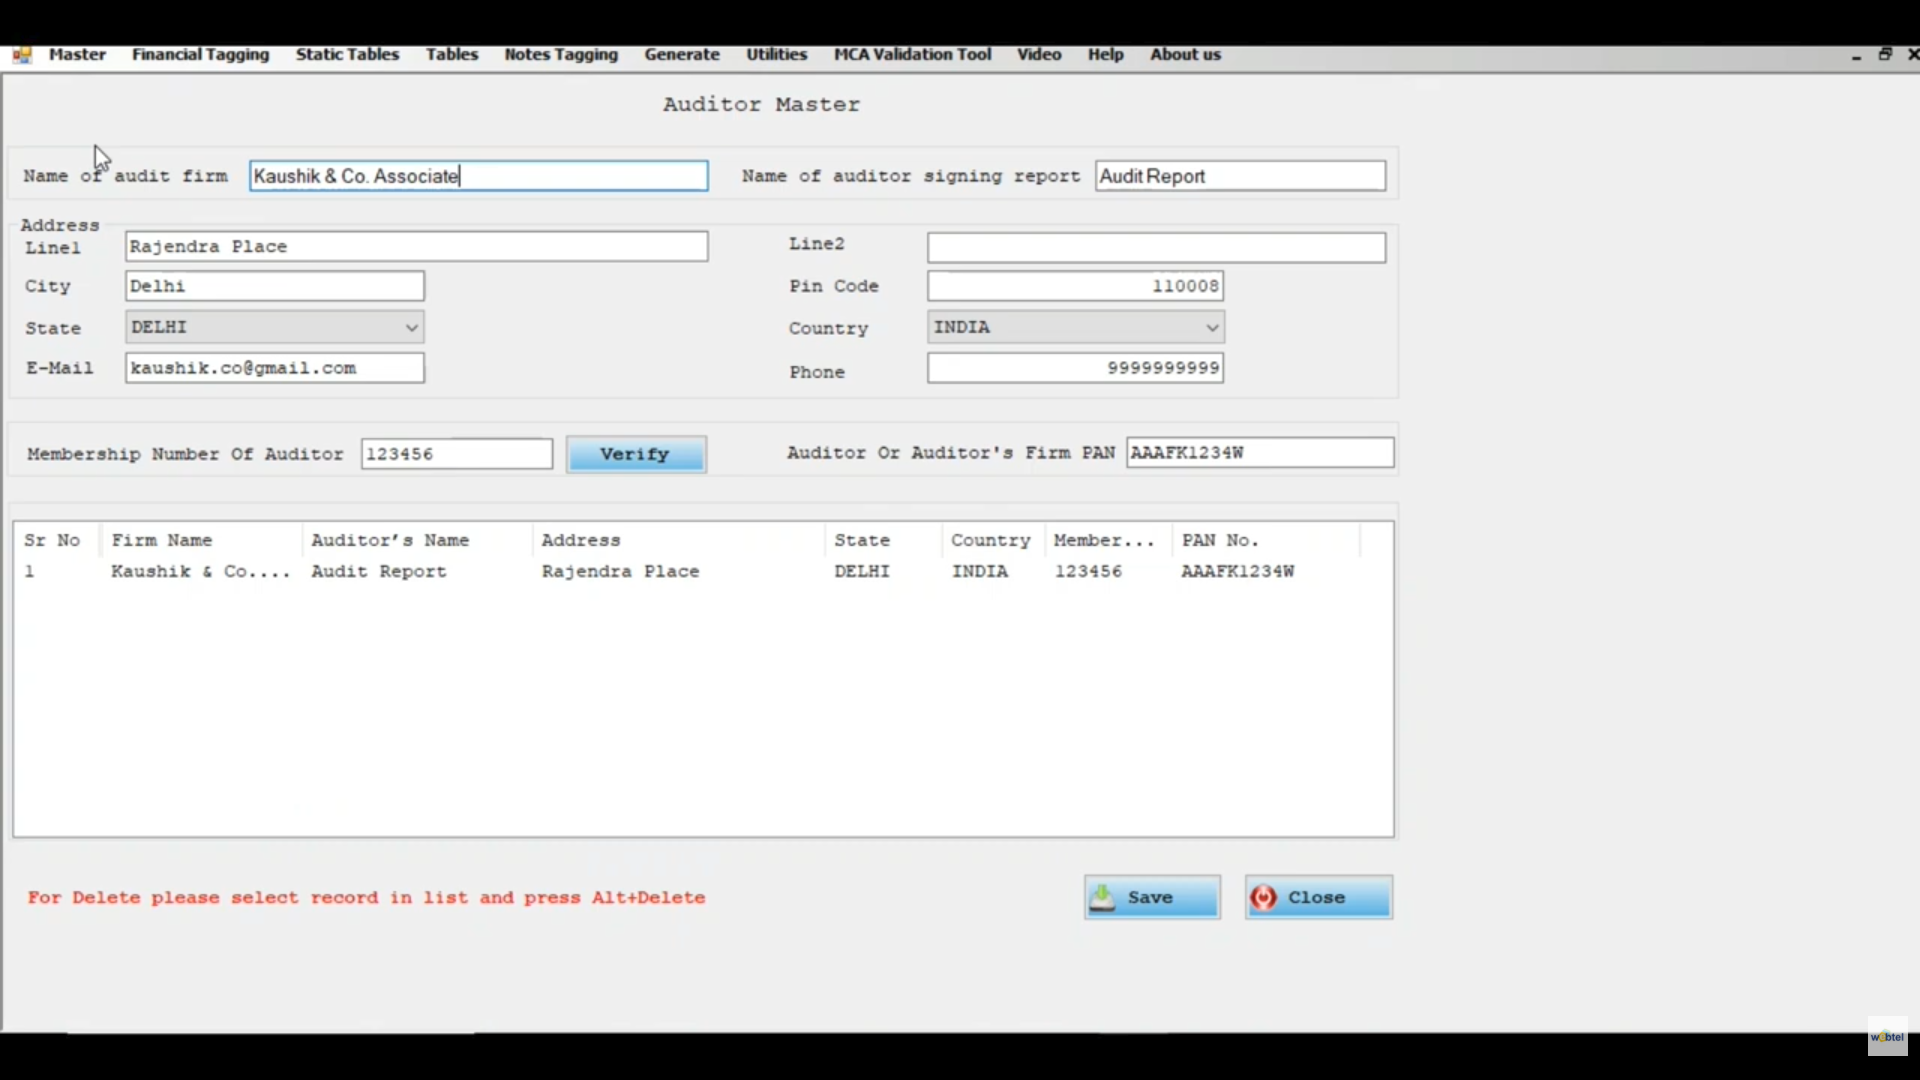 Master Financial Tagging Static Tables Tables Notes Tagging Generate Utilities MCA Validation Tool Video Help About us
Auditor Master
Name of audit firm Kaushik & Co. Associate Name of auditor signing report Audit Report
Address
Line1 Rajendra Place Line2
City Delhi Pin Code 110008
State DELHI Country INDIA
E-Mail kaushik.co@gmail.com Phone 9999999999
Membership Number Of Auditor 123456 Verify Auditor Or Auditor's Firm PAN AAAFK1234W
Sr No Firm Name Auditor's Name Address State Country Member... PAN No.
1 Kaushik & Co.... Audit Report Rajendra Place DELHI INDIA 123456 AAAFK1234W
For Delete please select record in list and press Alt+Delete Save Close
webtel